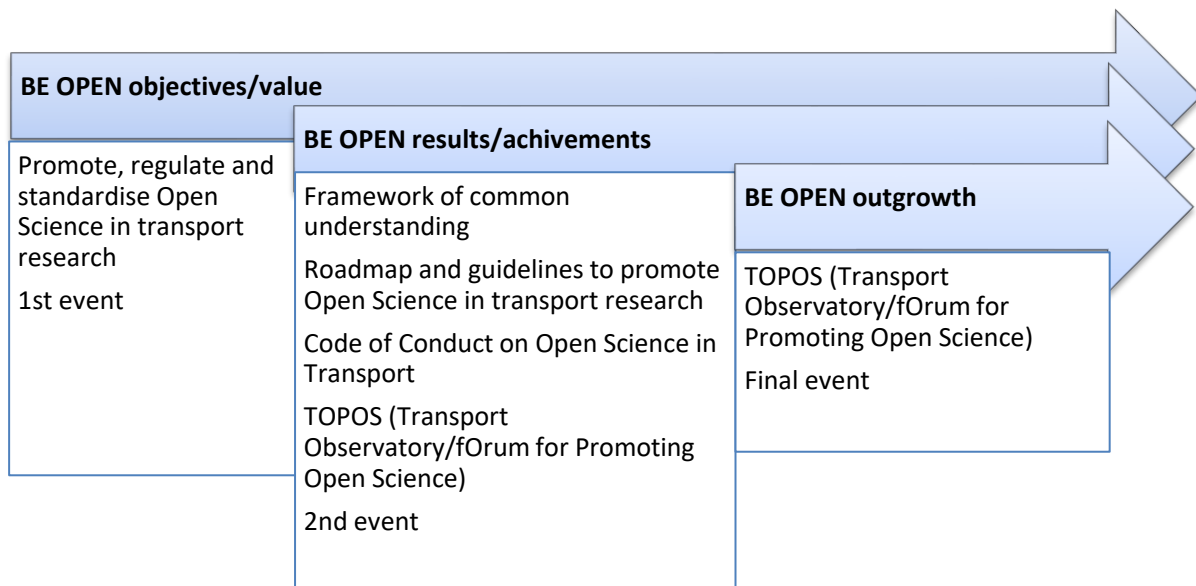 BE OPEN objectives/value
Promote, regulate and
standardise Open
Science in transport
research
1st event
BE OPEN results/achivements
Framework of common
understanding
Roadmap and guidelines to promote
Open Science in transport research
Code of Conduct on Open Science in
Transport
TOPOS (Transport
Observatory/fOrum for Promoting
Open Science)
2nd event
BE OPEN outgrowth
TOPOS (Transport
Observatory/fOrum for
Promoting Open Science)
Final event